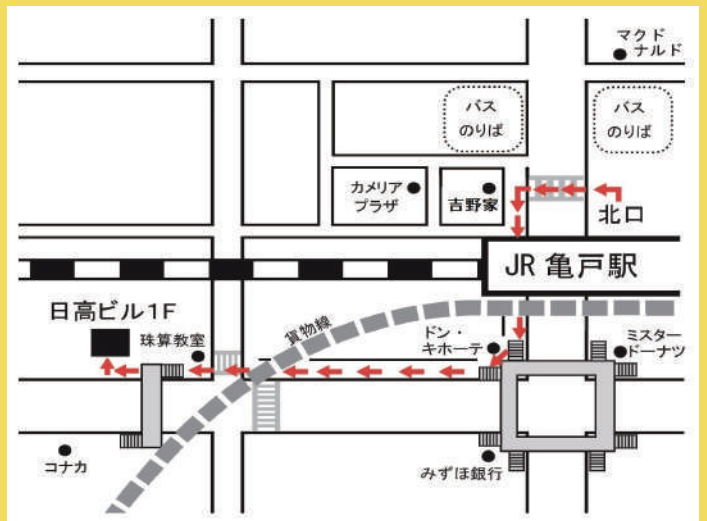 マクド
ナルド
バス
のりば
バス
のりば
カメリア
プラザ
吉野家
北口
JR 亀戸駅
日高ビル1F
珠算教室
貨物線
ドン・
キホーテ
ミスター
ドーナツ
コナカ
みずほ銀行